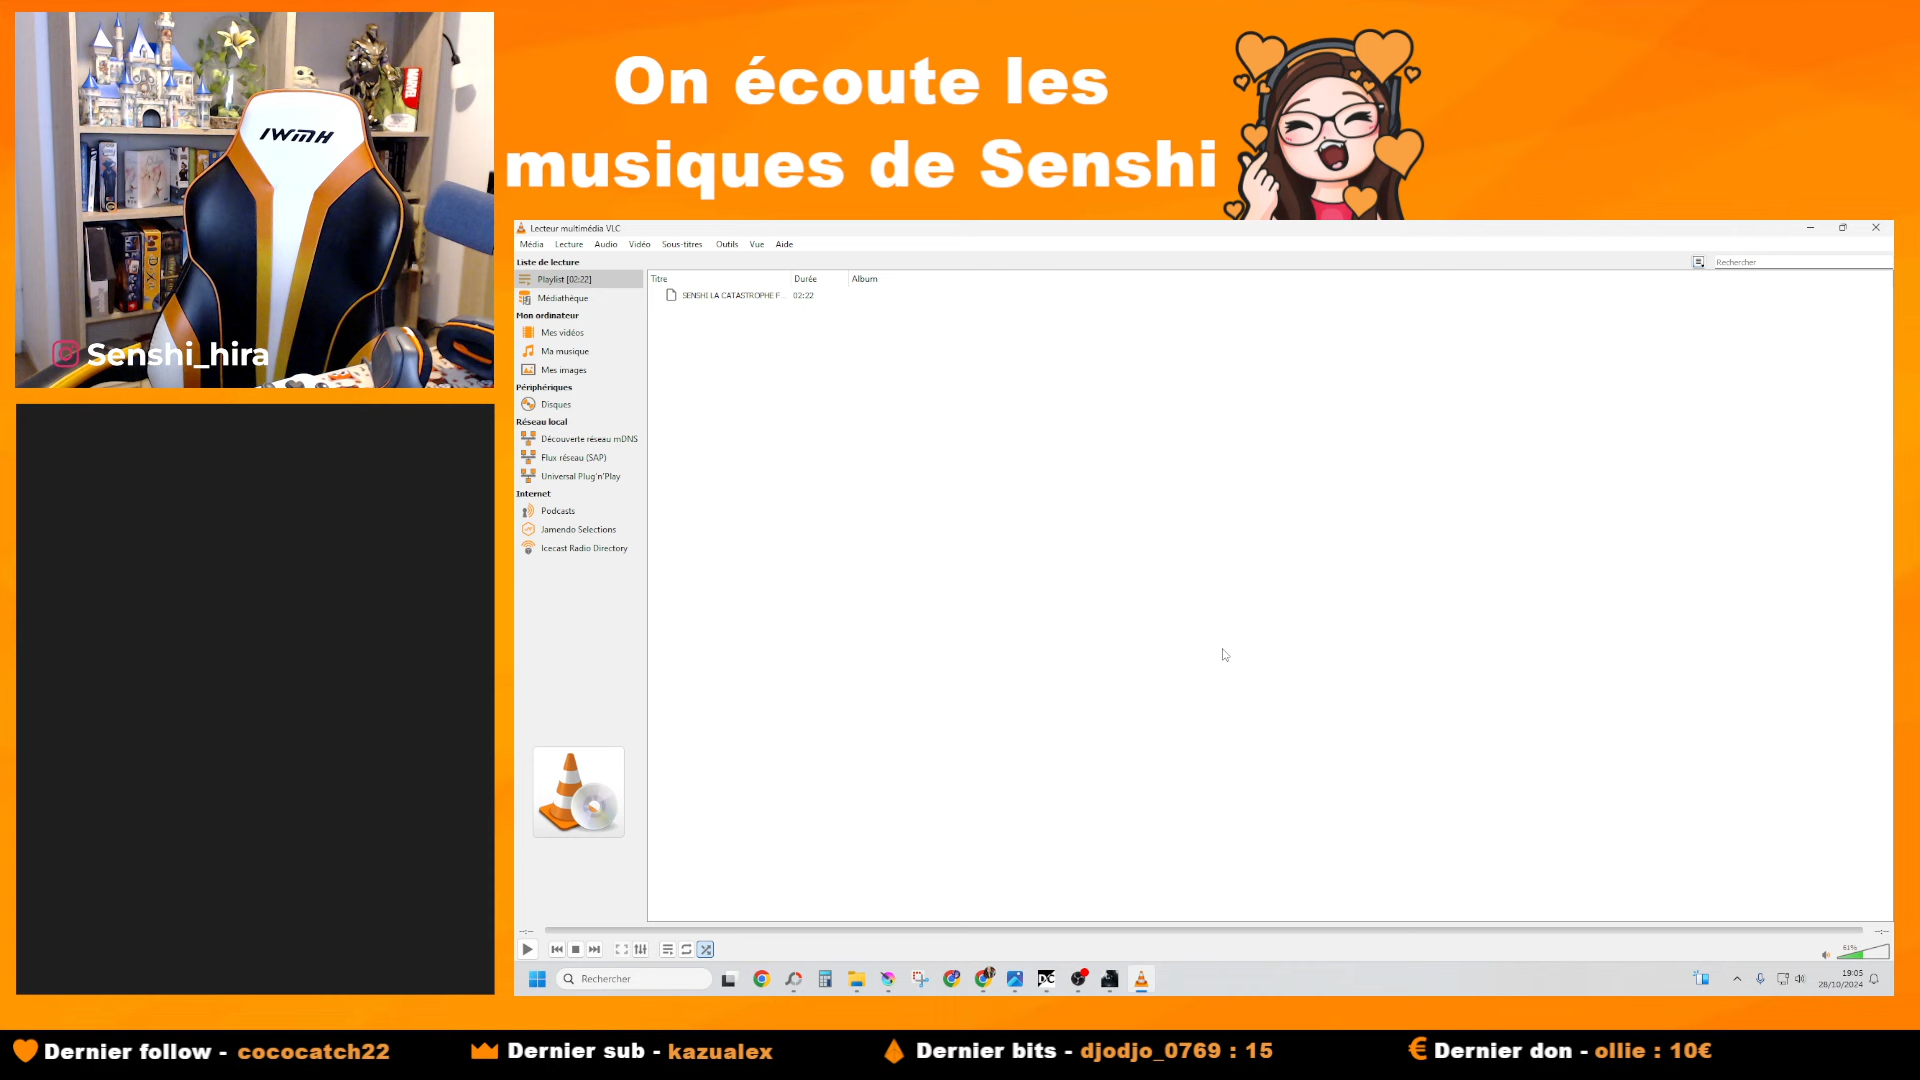 MARVEL
IWMH
Senshi_hira
On écoute les
musiques de Senshi
Lecteur multimédia VLC
Média Lecture Audio Vidéo Sous-titres Outils Vue Aide
Liste de lecture
Rechercher
Playlist [02:22]
Titre Durée Album
SENSHI LA CATASTROPHE F... 02:22
Médiathèque
Mon ordinateur
Mes vidéos
Ma musique
Mes images
Périphériques
Disques
Réseau local
Découverte réseau mDNS
Flux réseau (SAP)
Universal Plug'n'Play
Internet
Podcasts
Jamendo Selections
Icecast Radio Directory
--:-- --:--
61%
Rechercher
DC
19:05
28/10/2024
Dernier follow - cococatch22
Dernier sub - kazualex
Dernier bits - djodjo_0769 : 15
€ Dernier don - ollie : 10€